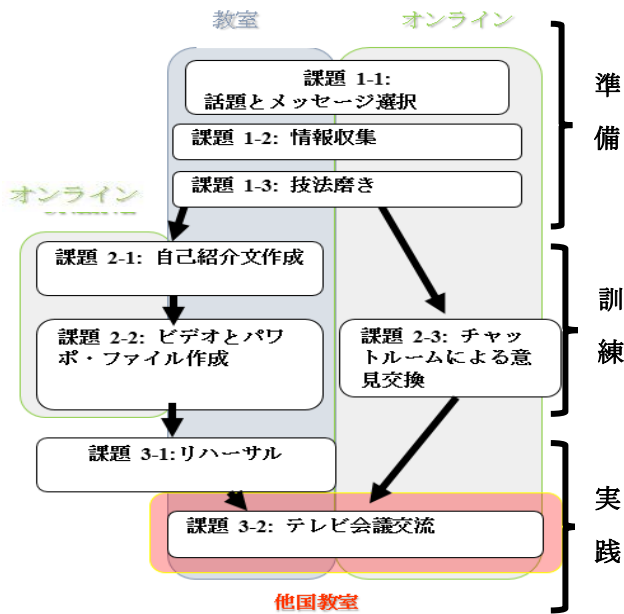 教室
オンライン
課題 1-1:
話題とメッセージ選択
課題 1-2: 情報収集
課題 1-3: 技法磨き
準
備
オンライン
課題 2-1: 自己紹介文作成
課題 2-2: ビデオとパワ
ポ・ファイル作成
課題 2-3: チャッ
トルームによる意
見交換
訓
練
課題 3-1:リハーサル
課題 3-2: テレビ会議交流
実
践
他国教室